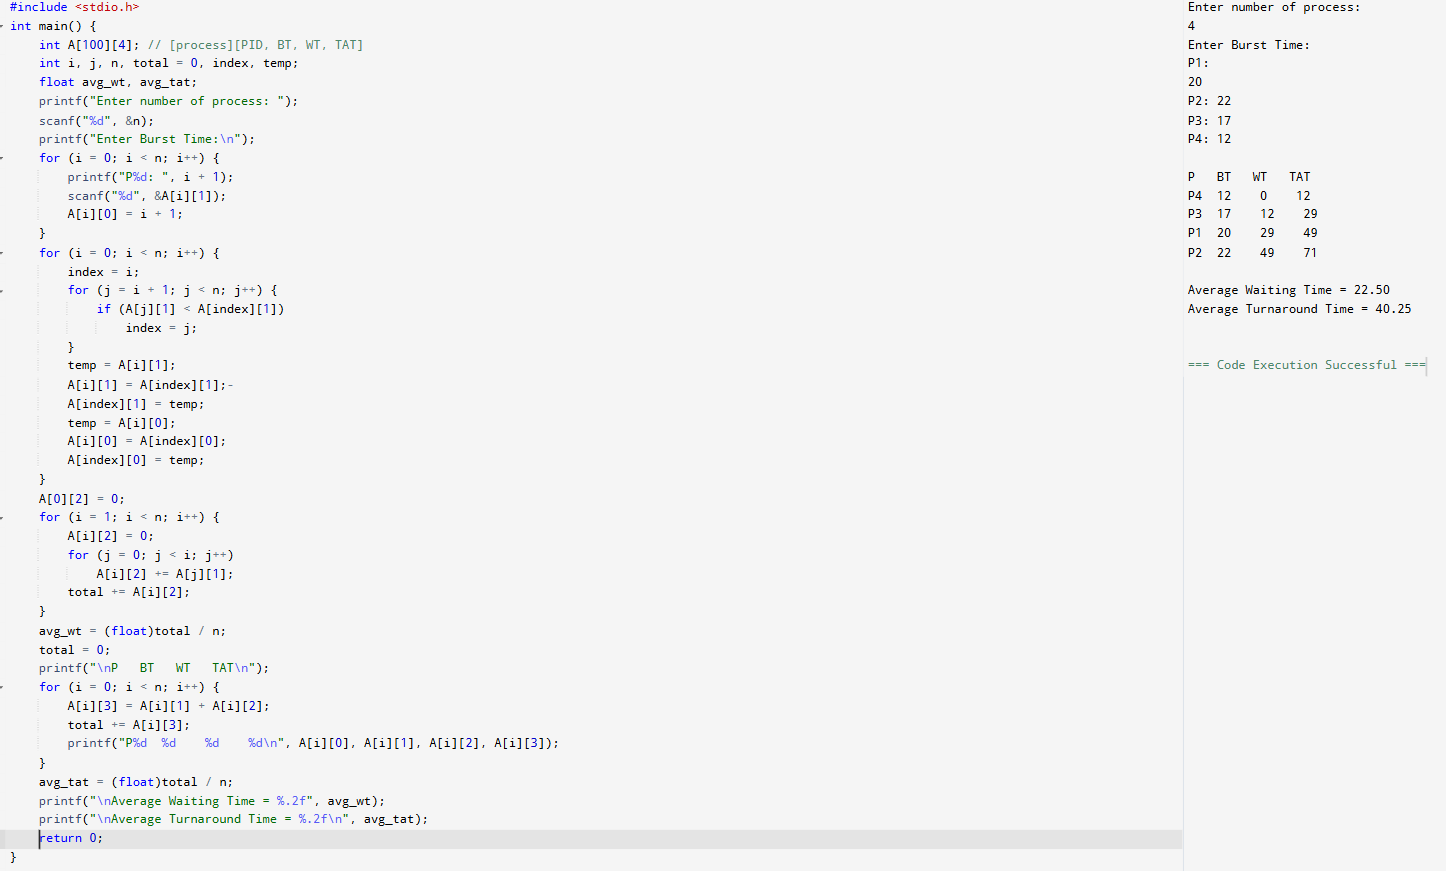 #include <stdio.h>
int main() {
    int A[100][4]; // [process][PID, BT, WT, TAT]
    int i, j, n, total = 0, index, temp;
    float avg_wt, avg_tat;
    printf("Enter number of process: ");
    scanf("%d", &n);
    printf("Enter Burst Time:\n");
    for (i = 0; i < n; i++) {
        printf("P%d: ", i + 1);
        scanf("%d", &A[i][1]);
        A[i][0] = i + 1;
    }
    for (i = 0; i < n; i++) {
        index = i;
        for (j = i + 1; j < n; j++) {
            if (A[j][1] < A[index][1])
                index = j;
        }
        temp = A[i][1];
        A[i][1] = A[index][1];-
        A[index][1] = temp;
        temp = A[i][0];
        A[i][0] = A[index][0];
        A[index][0] = temp;
    }
    A[0][2] = 0;
    for (i = 1; i < n; i++) {
        A[i][2] = 0;
        for (j = 0; j < i; j++)
            A[i][2] += A[j][1];
        total += A[i][2];
    }
    avg_wt = (float)total / n;
    total = 0;
    printf("\nP   BT   WT   TAT\n");
    for (i = 0; i < n; i++) {
        A[i][3] = A[i][1] + A[i][2];
        total += A[i][3];
        printf("P%d  %d    %d    %d\n", A[i][0], A[i][1], A[i][2], A[i][3]);
    }
    avg_tat = (float)total / n;
    printf("\nAverage Waiting Time = %.2f", avg_wt);
    printf("\nAverage Turnaround Time = %.2f\n", avg_tat);
    return 0;
}
Enter number of process:
4
Enter Burst Time:
P1:
20
P2: 22
P3: 17
P4: 12
P   BT   WT   TAT
P4  12    0    12
P3  17    12    29
P1  20    29    49
P2  22    49    71
Average Waiting Time = 22.50
Average Turnaround Time = 40.25
=== Code Execution Successful ===